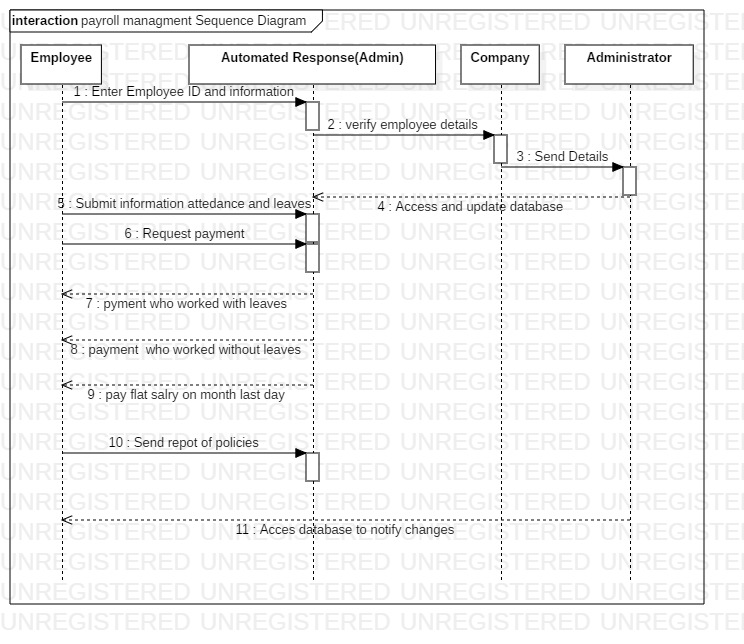 interaction payroll managment Sequence Diagram
Employee
Automated Response(Admin)
Company
Administrator
1 : Enter Employee ID and information
2 : verify employee details
3 : Send Details
4 : Access and update database
5 : Submit information attedance and leaves
6 : Request payment
7 : pyment who worked with leaves
8 : payment who worked without leaves
9 : pay flat salry on month last day
10 : Send repot of policies
11 : Acces database to notify changes
UNREGISTERED